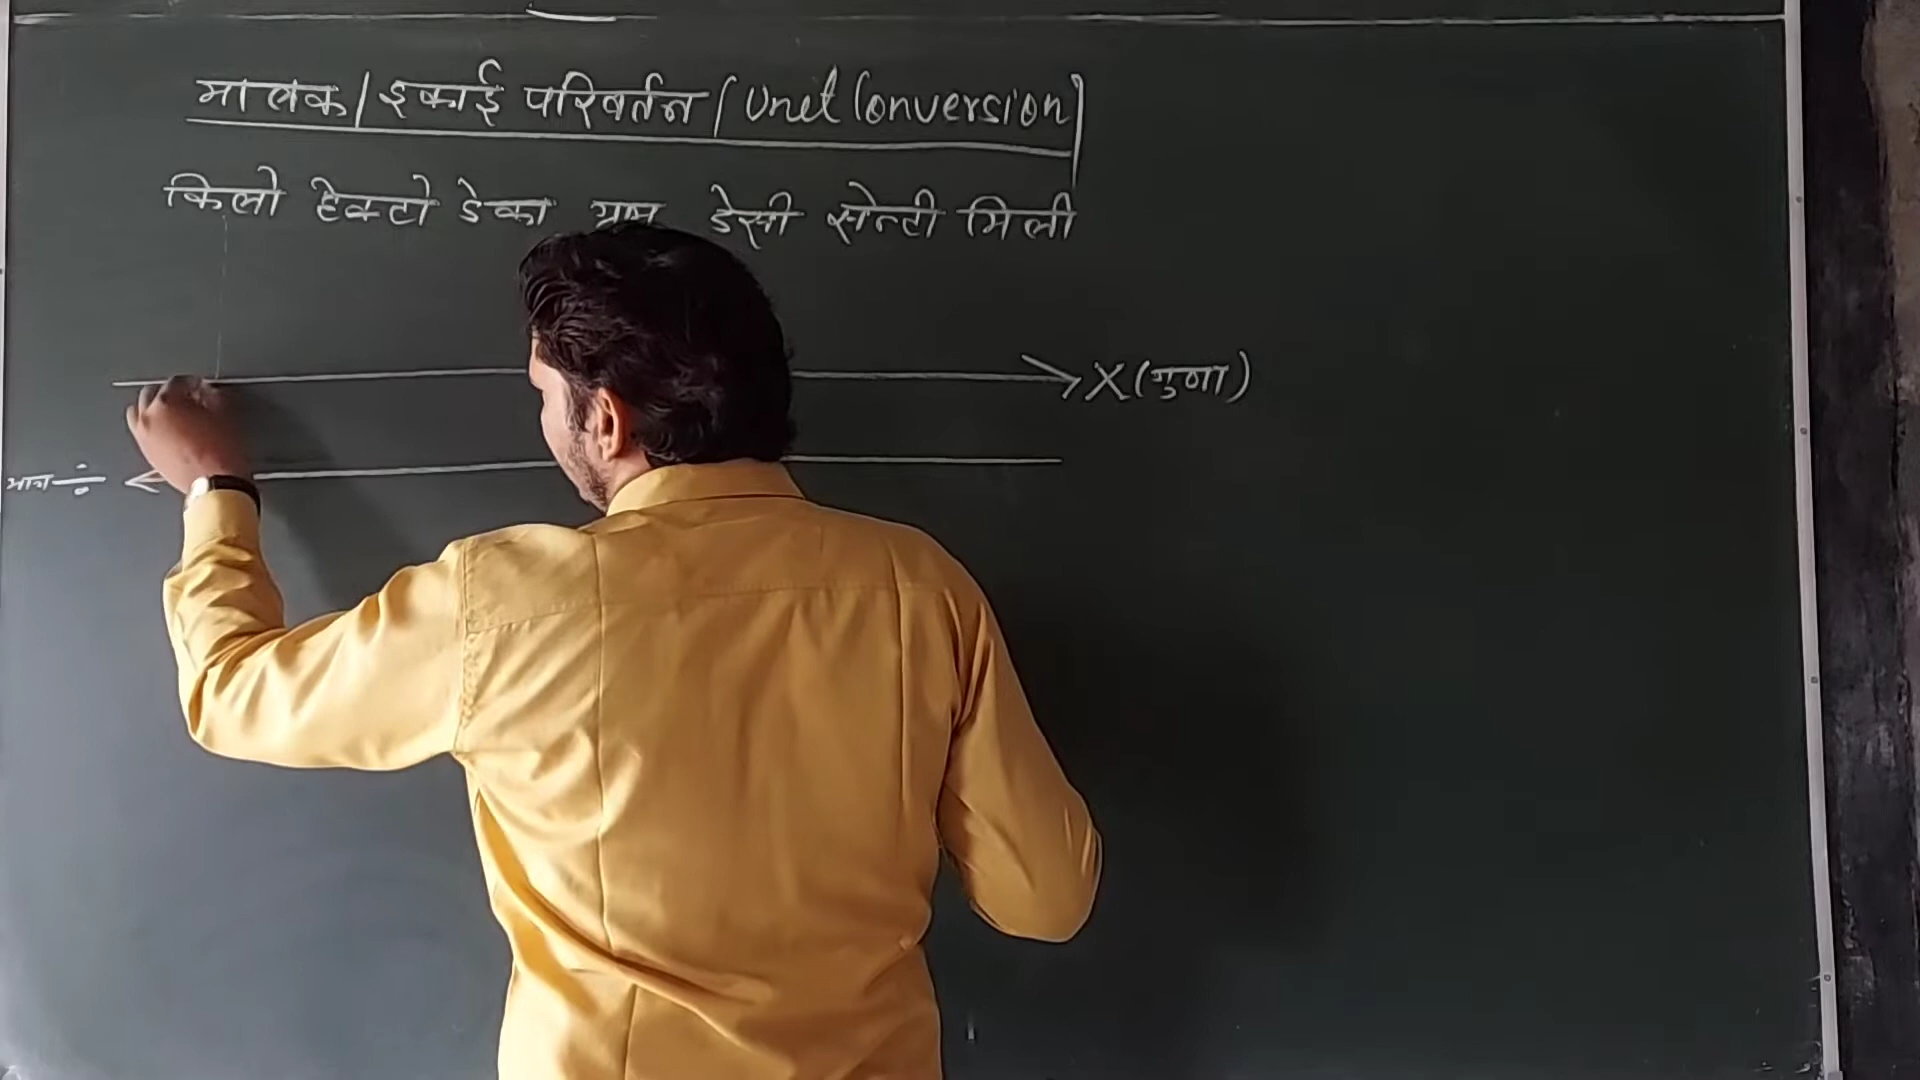 मात्रक/इकाई परिवर्तन/Unit Conversion
किलो हेक्टो डेका ग्राम डेसी सेन्टी मिली
X(गुणा)
भाग ÷